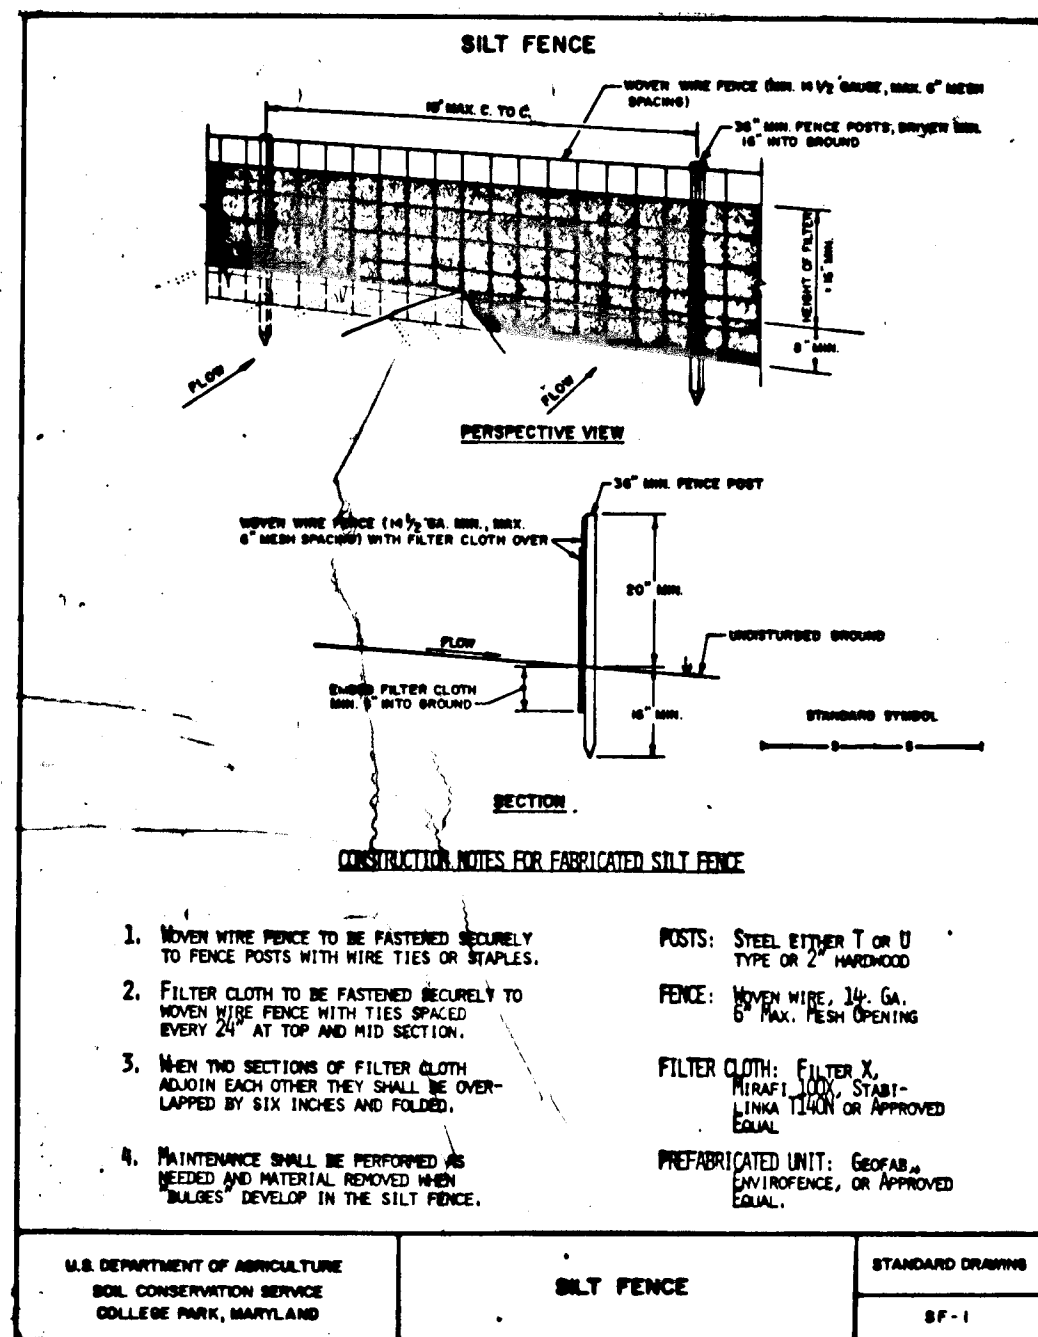 SILT FENCE
WOVEN WIRE FENCE (MIN. 14 1/2 GAUGE, MAX. 6" MESH
SPACING)
MAX. C. TO C.
36" MIN. FENCE POSTS, DRIVEN MIN.
16" INTO GROUND
HEIGHT OF FILTER
16" MIN.
8" MIN.
FLOW
FLOW
PERSPECTIVE VIEW
36" MIN. FENCE POST
WOVEN WIRE FENCE (14 1/2 GA. MIN., MAX.
6" MESH SPACING) WITH FILTER CLOTH OVER
20" MIN.
FLOW
UNDISTURBED GROUND
EMBED FILTER CLOTH
MIN. INTO GROUND
16" MIN.
STANDARD SYMBOL
SECTION
CONSTRUCTION NOTES FOR FABRICATED SILT FENCE
1. WOVEN WIRE FENCE TO BE FASTENED SECURELY
TO FENCE POSTS WITH WIRE TIES OR STAPLES.
2. FILTER CLOTH TO BE FASTENED SECURELY TO
WOVEN WIRE FENCE WITH TIES SPACED
EVERY 24" AT TOP AND MID SECTION.
3. WHEN TWO SECTIONS OF FILTER CLOTH
ADJOIN EACH OTHER THEY SHALL BE OVER-
LAPPED BY SIX INCHES AND FOLDED.
4. MAINTENANCE SHALL BE PERFORMED AS
NEEDED AND MATERIAL REMOVED WHEN
"BULGES" DEVELOP IN THE SILT FENCE.
POSTS: STEEL EITHER T OR U
TYPE OR 2" HARDWOOD
FENCE: WOVEN WIRE, 14. GA.
6" MAX. MESH OPENING
FILTER CLOTH: FILTER X,
MIRAFI 100X, STABI-
LINKA T140N OR APPROVED
EQUAL
PREFABRICATED UNIT: GEOFAB,
ENVIROFENCE, OR APPROVED
EQUAL.
U.S. DEPARTMENT OF AGRICULTURE
SOIL CONSERVATION SERVICE
COLLEGE PARK, MARYLAND
SILT FENCE
STANDARD DRAWING
SF-1